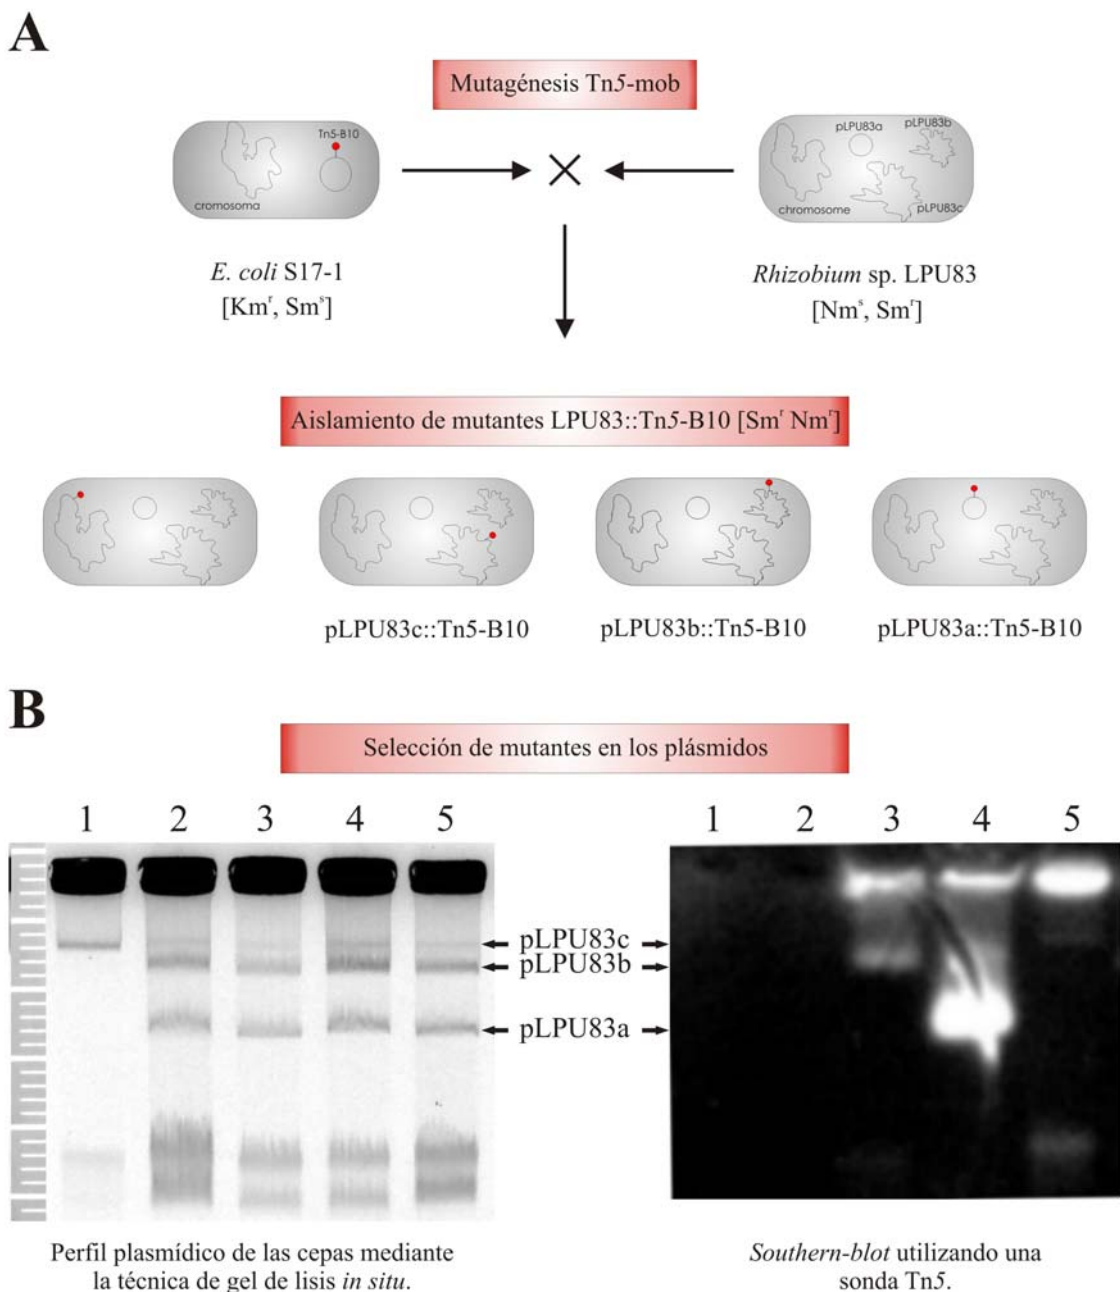 A
Mutagénesis Tn5-mob
Tn5-B10
cromosoma
pLPU83a
pLPU83b
chromosome
pLPU83c
E. coli S17-1
[Kmʳ, Smˢ]
Rhizobium sp. LPU83
[Nmˢ, Smʳ]
Aislamiento de mutantes LPU83::Tn5-B10 [Smʳ Nmʳ]
pLPU83c::Tn5-B10
pLPU83b::Tn5-B10
pLPU83a::Tn5-B10
B
Selección de mutantes en los plásmidos
1 2 3 4 5
1 2 3 4 5
pLPU83c
pLPU83b
pLPU83a
Perfil plasmídico de las cepas mediante
la técnica de gel de lisis in situ.
Southern-blot utilizando una
sonda Tn5.